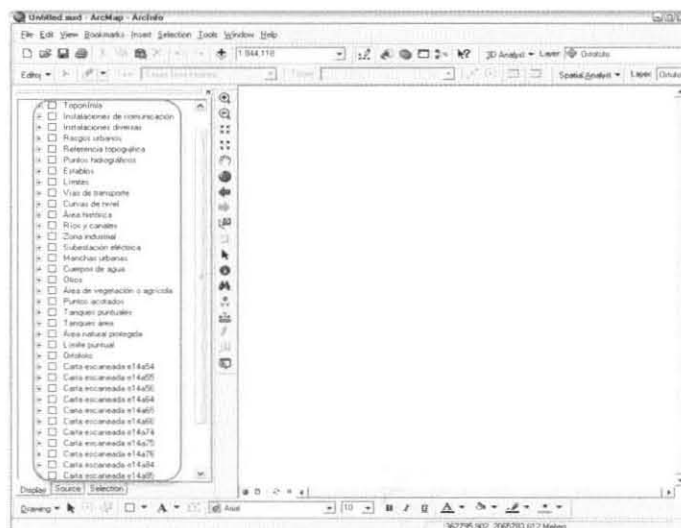 Untitled.mxd - ArcMap - ArcInfo
File Edit View Bookmarks Insert Selection Tools Window Help
1:844,118
3D Analyst Layer: Ortofoto
Editor
Spatial Analyst Layer:
Toponimia
Instalaciones de comunicación
Instalaciones diversas
Rasgos urbanos
Referencia topográfica
Puntos hidrográficos
Establos
Límites
Vías de transporte
Curvas de nivel
Área histórica
Ríos y canales
Zona industrial
Subestación eléctrica
Manchas urbanas
Cuerpos de agua
Otros
Área de vegetación o agrícola
Puntos acotados
Tanques puntuales
Tanques área
Área natural protegida
Límite puntual
Ortofoto
Carta escaneada e14a54
Carta escaneada e14a55
Carta escaneada e14a56
Carta escaneada e14a64
Carta escaneada e14a65
Carta escaneada e14a66
Carta escaneada e14a74
Carta escaneada e14a75
Carta escaneada e14a76
Carta escaneada e14a84
Carta escaneada e14a85
Display Source Selection
Drawing A Arial 10 B I U A